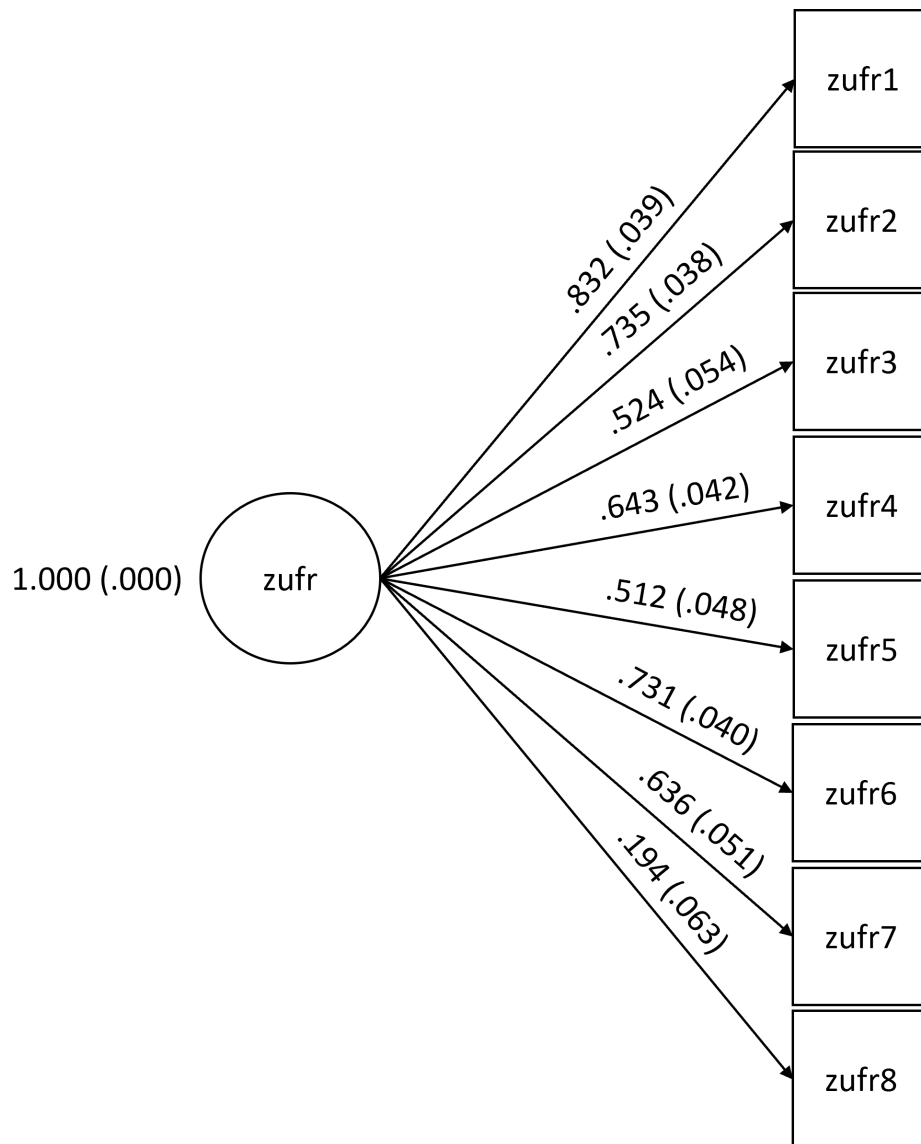 zufr1
.832 (.039)
zufr2
.735 (.038)
zufr3
.524 (.054)
zufr4
.643 (.042)
1.000 (.000)
zufr
zufr5
.512 (.048)
zufr6
.731 (.040)
zufr7
.636 (.051)
zufr8
.194 (.063)